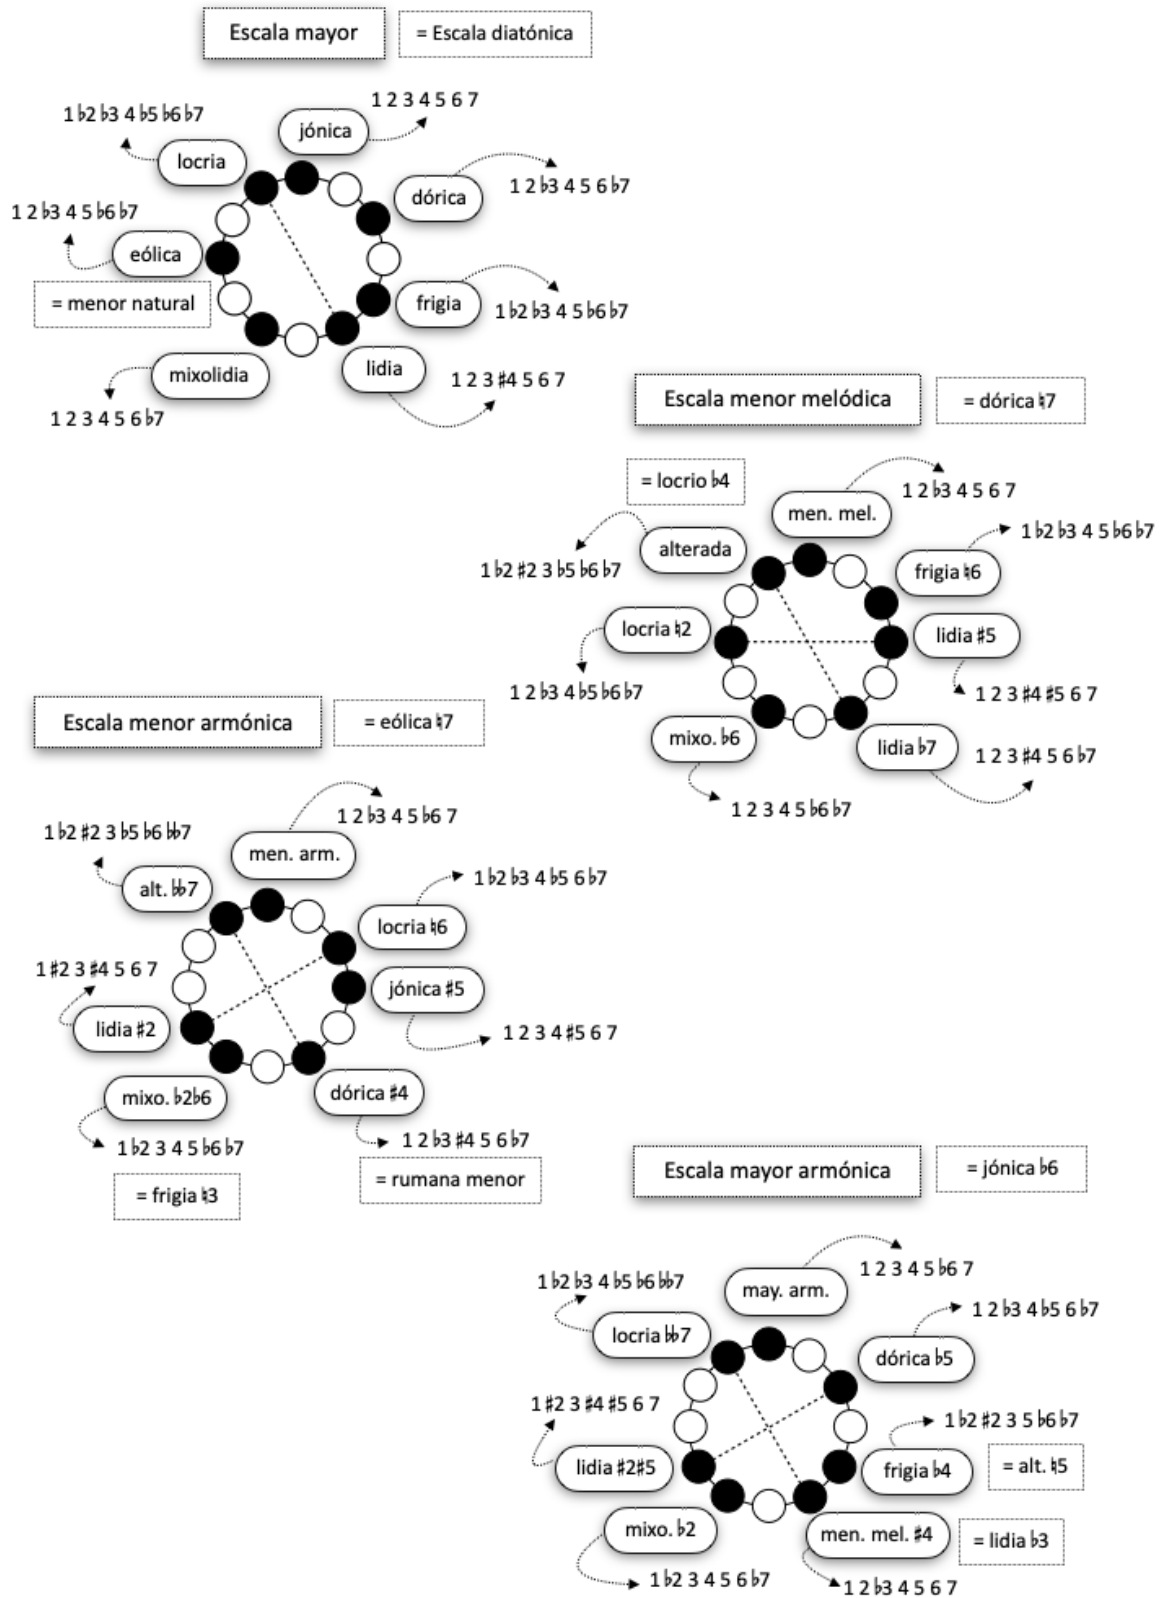 Escala mayor
= Escala diatónica
1 2 3 4 5 6 7
jónica
1 ♭2 ♭3 4 ♭5 ♭6 ♭7
locria
dórica
1 2 ♭3 4 5 6 ♭7
1 2 ♭3 4 5 ♭6 ♭7
eólica
= menor natural
frigia
1 ♭2 ♭3 4 5 ♭6 ♭7
mixolidia
1 2 3 4 5 6 ♭7
lidia
1 2 3 ♯4 5 6 7
Escala menor melódica
= dórica ♮7
= locrio ♭4
men. mel.
1 2 ♭3 4 5 6 7
alterada
1 ♭2 ♯2 3 ♭5 ♭6 ♭7
frigia ♮6
1 ♭2 ♭3 4 5 ♭6 ♭7
locria ♮2
1 2 ♭3 4 ♭5 ♭6 ♭7
lidia ♯5
1 2 3 ♯4 ♯5 6 7
mixo. ♭6
1 2 3 4 5 ♭6 ♭7
lidia ♭7
1 2 3 ♯4 5 6 ♭7
Escala menor armónica
= eólica ♮7
1 2 ♭3 4 5 ♭6 7
men. arm.
1 ♭2 ♯2 3 ♭5 ♭6 𝄫7
alt. 𝄫7
1 ♭2 ♭3 4 ♭5 6 ♭7
locria ♮6
1 ♯2 3 ♯4 5 6 7
lidia ♯2
jónica ♯5
1 2 3 4 ♯5 6 7
mixo. ♭2♭6
1 ♭2 3 4 5 ♭6 ♭7
= frigia ♮3
dórica ♯4
1 2 ♭3 ♯4 5 6 ♭7
= rumana menor
Escala mayor armónica
= jónica ♭6
1 2 3 4 5 ♭6 7
may. arm.
1 ♭2 ♭3 4 ♭5 ♭6 𝄫7
locria 𝄫7
1 2 ♭3 4 ♭5 6 ♭7
dórica ♭5
1 ♯2 3 ♯4 ♯5 6 7
lidia ♯2♯5
1 ♭2 ♯2 3 5 ♭6 ♭7
frigia ♭4
= alt. ♮5
mixo. ♭2
1 ♭2 3 4 5 6 ♭7
men. mel. ♯4
= lidia ♭3
1 2 ♭3 4 5 6 7